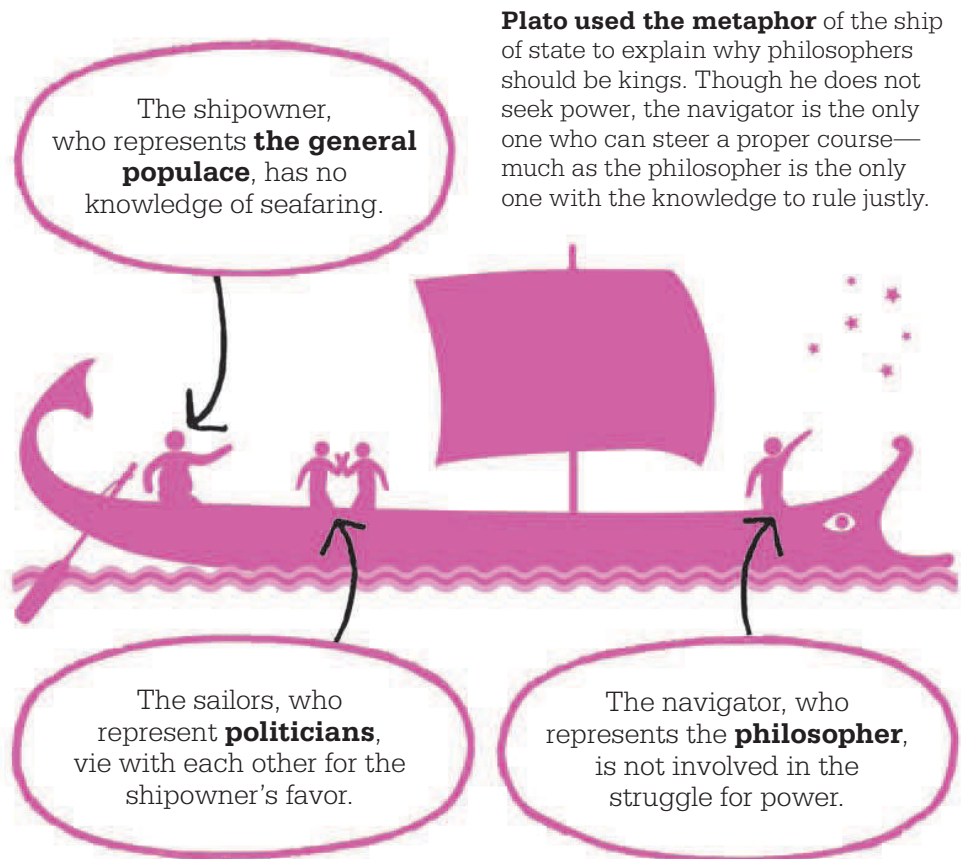 Plato used the metaphor of the ship
of state to explain why philosophers
should be kings. Though he does not
seek power, the navigator is the only
one who can steer a proper course—
much as the philosopher is the only
one with the knowledge to rule justly.
The shipowner,
who represents the general
populace, has no
knowledge of seafaring.
The sailors, who
represent politicians,
vie with each other for the
shipowner’s favor.
The navigator, who
represents the philosopher,
is not involved in the
struggle for power.